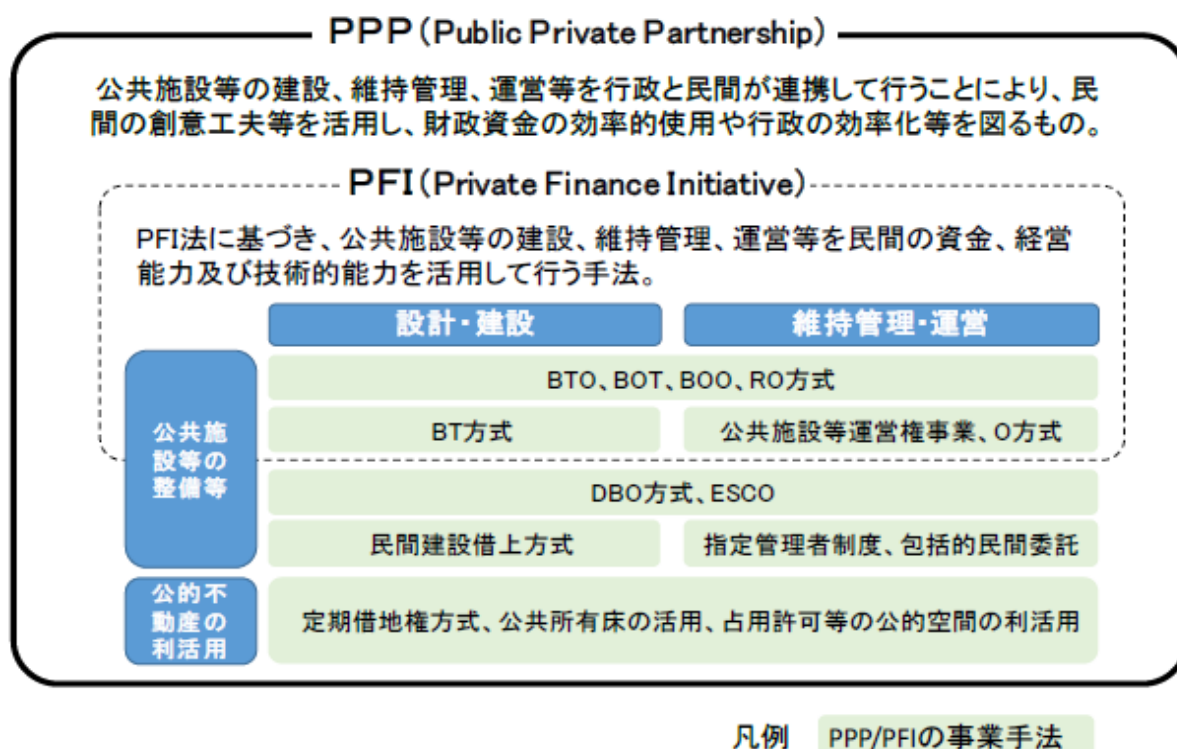 PPP(Public Private Partnership)
公共施設等の建設、維持管理、運営等を行政と民間が連携して行うことにより、民
間の創意工夫等を活用し、財政資金の効率的使用や行政の効率化等を図るもの。
PFI(Private Finance Initiative)
PFI法に基づき、公共施設等の建設、維持管理、運営等を民間の資金、経営
能力及び技術的能力を活用して行う手法。
設計・建設
維持管理・運営
公共施
設等の
整備等
BTO、BOT、BOO、RO方式
BT方式
公共施設等運営権事業、O方式
DBO方式、ESCO
民間建設借上方式
指定管理者制度、包括的民間委託
公的不
動産の
利活用
定期借地権方式、公共所有床の活用、占用許可等の公的空間の利活用
凡例
PPP/PFIの事業手法